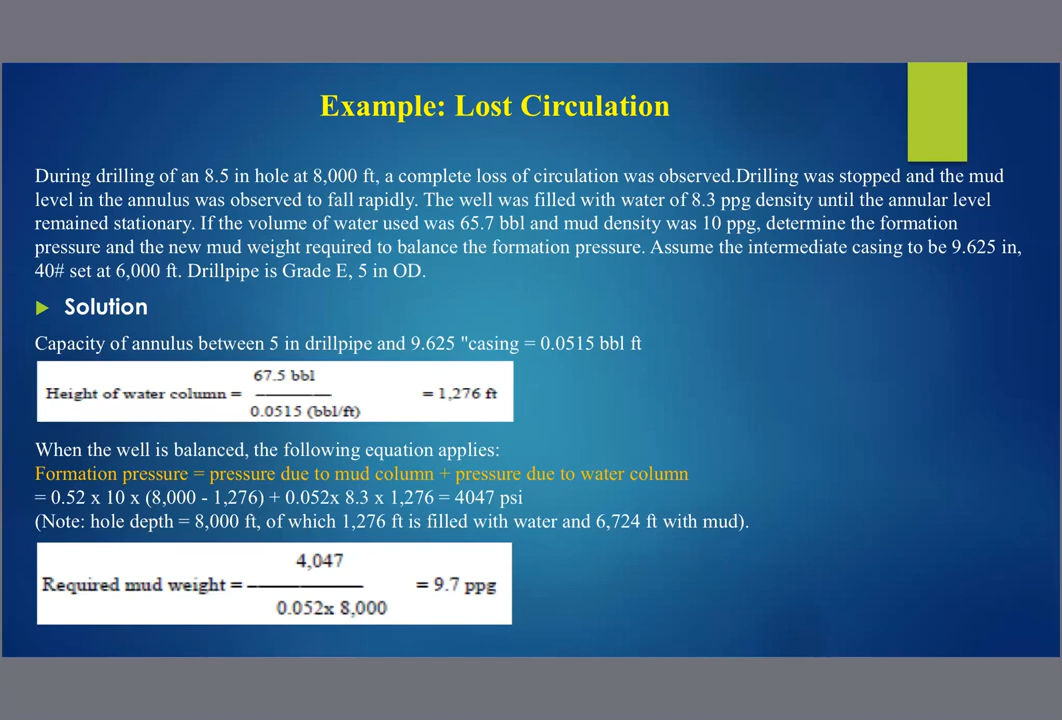 Example: Lost Circulation
During drilling of an 8.5 in hole at 8,000 ft, a complete loss of circulation was observed.Drilling was stopped and the mud
level in the annulus was observed to fall rapidly. The well was filled with water of 8.3 ppg density until the annular level
remained stationary. If the volume of water used was 65.7 bbl and mud density was 10 ppg, determine the formation
pressure and the new mud weight required to balance the formation pressure. Assume the intermediate casing to be 9.625 in,
40# set at 6,000 ft. Drillpipe is Grade E, 5 in OD.
Solution
Capacity of annulus between 5 in drillpipe and 9.625 "casing = 0.0515 bbl ft
67.5 bbl
Height of water column = = 1,276 ft
0.0515 (bbl/ft)
When the well is balanced, the following equation applies:
Formation pressure = pressure due to mud column + pressure due to water column
= 0.52 x 10 x (8,000 - 1,276) + 0.052x 8.3 x 1,276 = 4047 psi
(Note: hole depth = 8,000 ft, of which 1,276 ft is filled with water and 6,724 ft with mud).
4,047
Required mud weight = = 9.7 ppg
0.052x 8,000